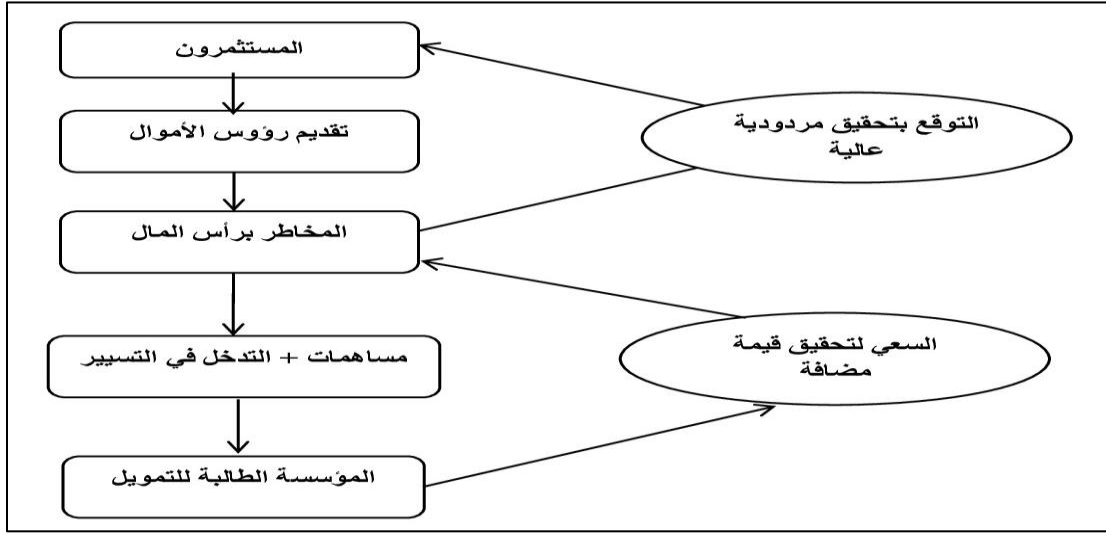 المستثمرون
تقديم رؤوس الأموال
المخاطر برأس المال
مساهمات + التدخل في التسيير
المؤسسة الطالبة للتمويل
التوقع بتحقيق مردودية
عالية
السعي لتحقيق قيمة
مضافة